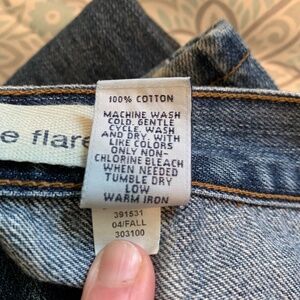 e flare
100% COTTON
MACHINE WASH
COLD, GENTLE
CYCLE. WASH
AND DRY. WITH
LIKE COLORS
ONLY NON-
CHLORINE BLEACH
WHEN NEEDED
TUMBLE DRY
LOW
WARM IRON
391531
04/FALL
303100